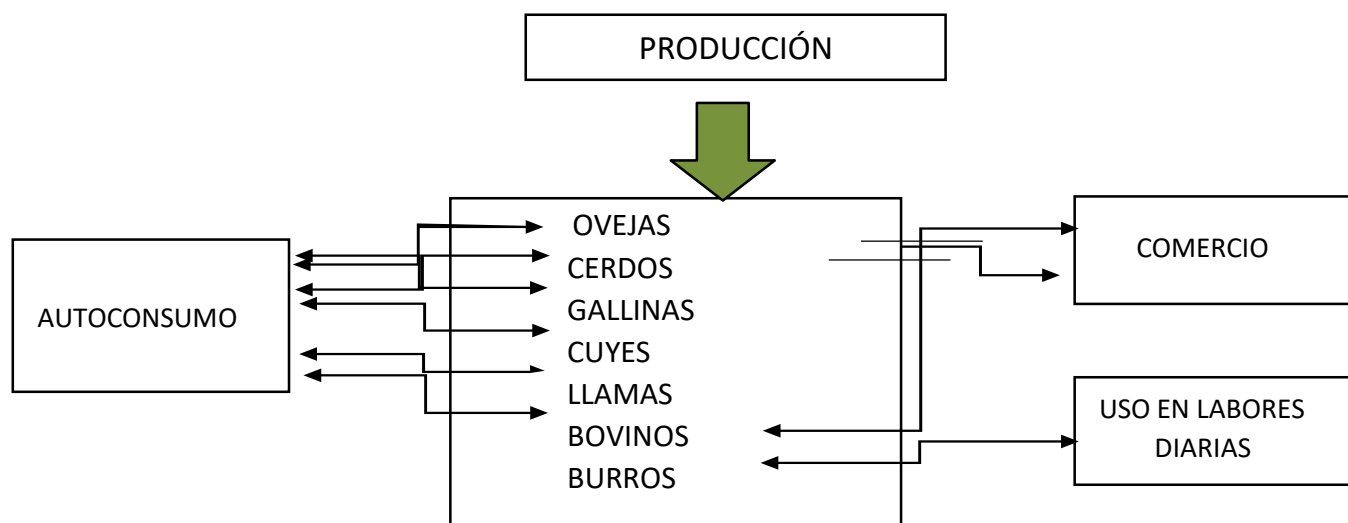 PRODUCCIÓN
AUTOCONSUMO
OVEJAS
CERDOS
GALLINAS
CUYES
LLAMAS
BOVINOS
BURROS
COMERCIO
USO EN LABORES
DIARIAS